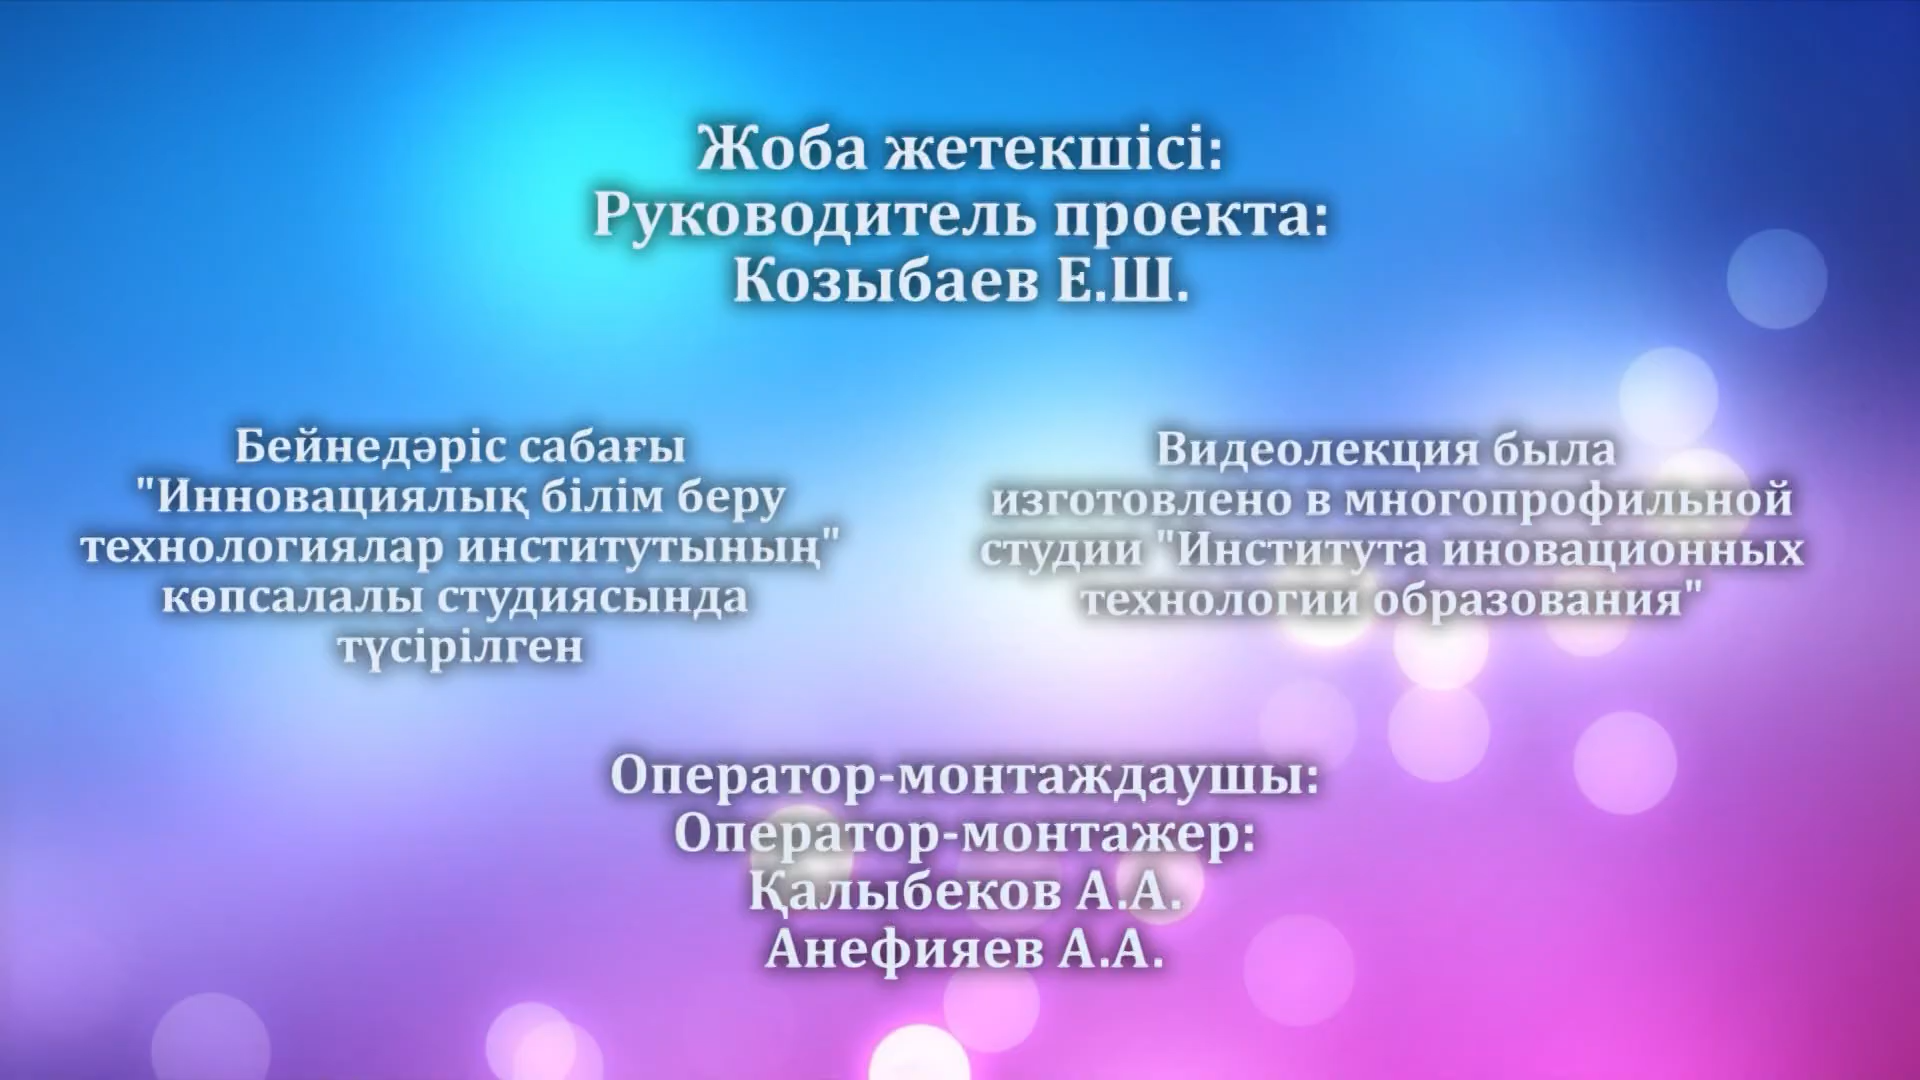 Жоба жетекшісі:
Руководитель проекта:
Козыбаев Е.Ш.
Бейнедәріс сабағы
"Инновациялық білім беру
технологиялар институтының"
көпсалалы студиясында
түсірілген
Видеолекция была
изготовлено в многопрофильной
студии "Института иновационных
технологии образования"
Оператор-монтаждаушы:
Оператор-монтажер:
Қалыбеков А.А.
Анефияев А.А.